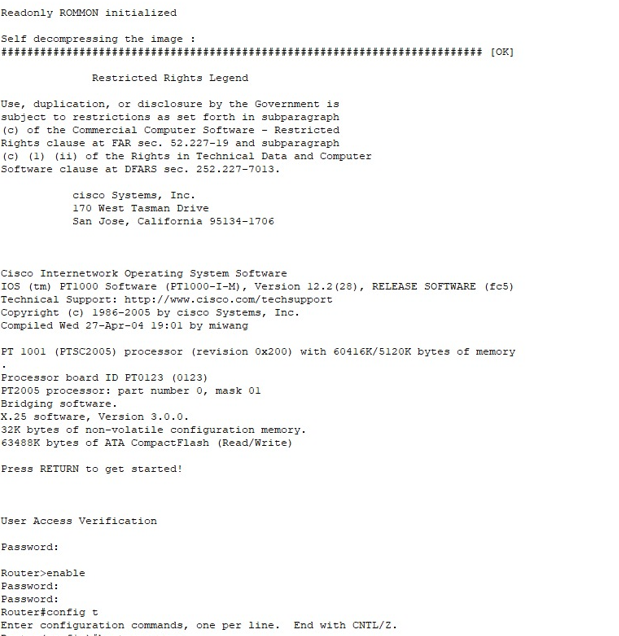 Readonly ROMMON initialized
Self decompressing the image :
########################################################################## [OK]
Restricted Rights Legend
Use, duplication, or disclosure by the Government is
subject to restrictions as set forth in subparagraph
(c) of the Commercial Computer Software - Restricted
Rights clause at FAR sec. 52.227-19 and subparagraph
(c) (1) (ii) of the Rights in Technical Data and Computer
Software clause at DFARS sec. 252.227-7013.
cisco Systems, Inc.
170 West Tasman Drive
San Jose, California 95134-1706
Cisco Internetwork Operating System Software
IOS (tm) PT1000 Software (PT1000-I-M), Version 12.2(28), RELEASE SOFTWARE (fc5)
Technical Support: http://www.cisco.com/techsupport
Copyright (c) 1986-2005 by cisco Systems, Inc.
Compiled Wed 27-Apr-04 19:01 by miwang
PT 1001 (PTSC2005) processor (revision 0x200) with 60416K/5120K bytes of memory
.
Processor board ID PT0123 (0123)
PT2005 processor: part number 0, mask 01
Bridging software.
X.25 software, Version 3.0.0.
32K bytes of non-volatile configuration memory.
63488K bytes of ATA CompactFlash (Read/Write)
Press RETURN to get started!
User Access Verification
Password:
Router>enable
Password:
Password:
Router#config t
Enter configuration commands, one per line.  End with CNTL/Z.